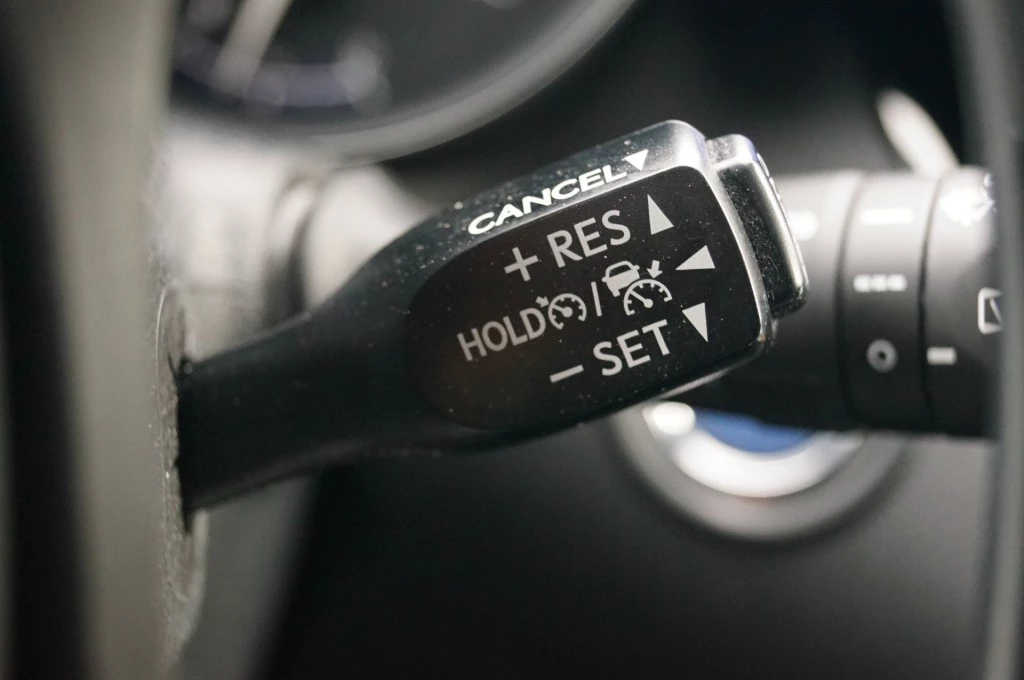 CANCEL
+ RES
HOLD /
− SET